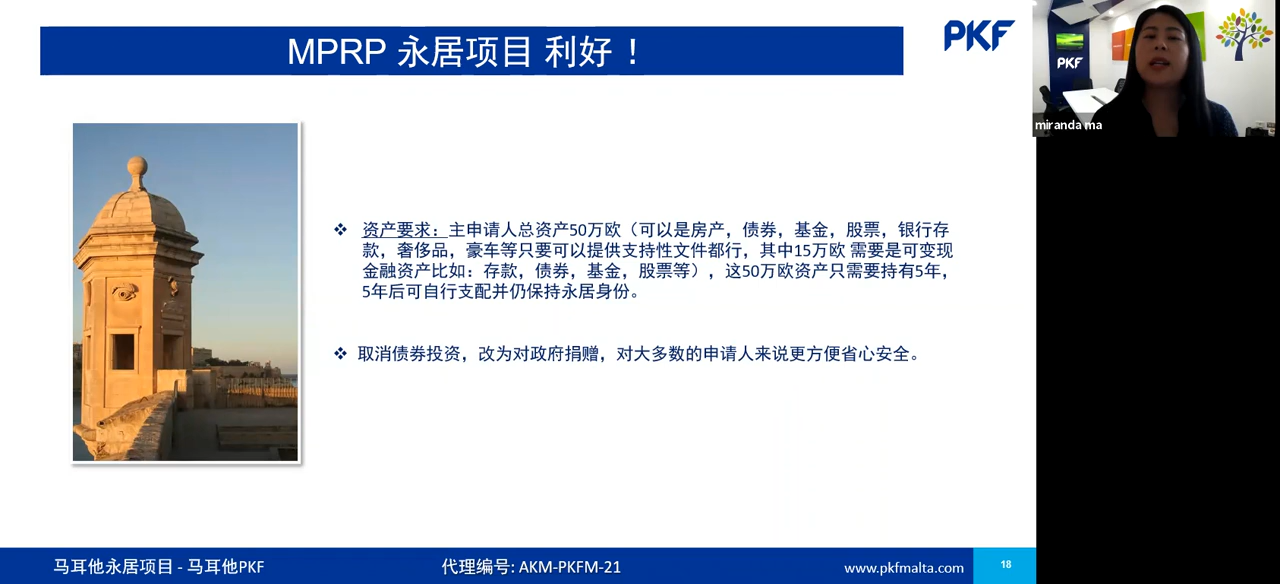 MPRP 永居项目 利好！
PKF
PKF
miranda ma
❖ 资产要求：主申请人总资产50万欧（可以是房产，债券，基金，股票，银行存
款，奢侈品，豪车等只要可以提供支持性文件都行，其中15万欧 需要是可变现
金融资产比如：存款，债券，基金，股票等），这50万欧资产只需要持有5年，
5年后可自行支配并仍保持永居身份。
❖ 取消债券投资，改为对政府捐赠，对大多数的申请人来说更方便省心安全。
马耳他永居项目 - 马耳他PKF
代理编号: AKM-PKFM-21
www.pkfmalta.com
18